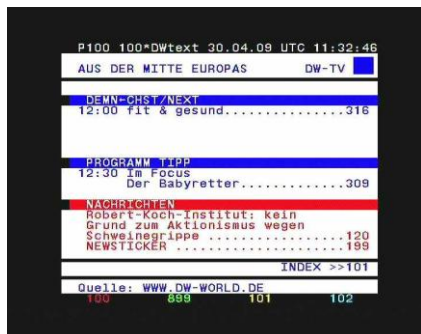 P100 100*DWtext 30.04.09 UTC 11:32:46
AUS DER MITTE EUROPAS DW-TV
DEMN←CHST/NEXT
12:00 fit & gesund...............316
PROGRAMM TIPP
12:30 Im Focus
Der Babyretter.............309
NACHRICHTEN
Robert-Koch-Institut: kein
Grund zum Aktionismus wegen
Schweinegrippe .................120
NEWSTICKER .....................199
INDEX >>101
Quelle: WWW.DW-WORLD.DE
100 899 101 102